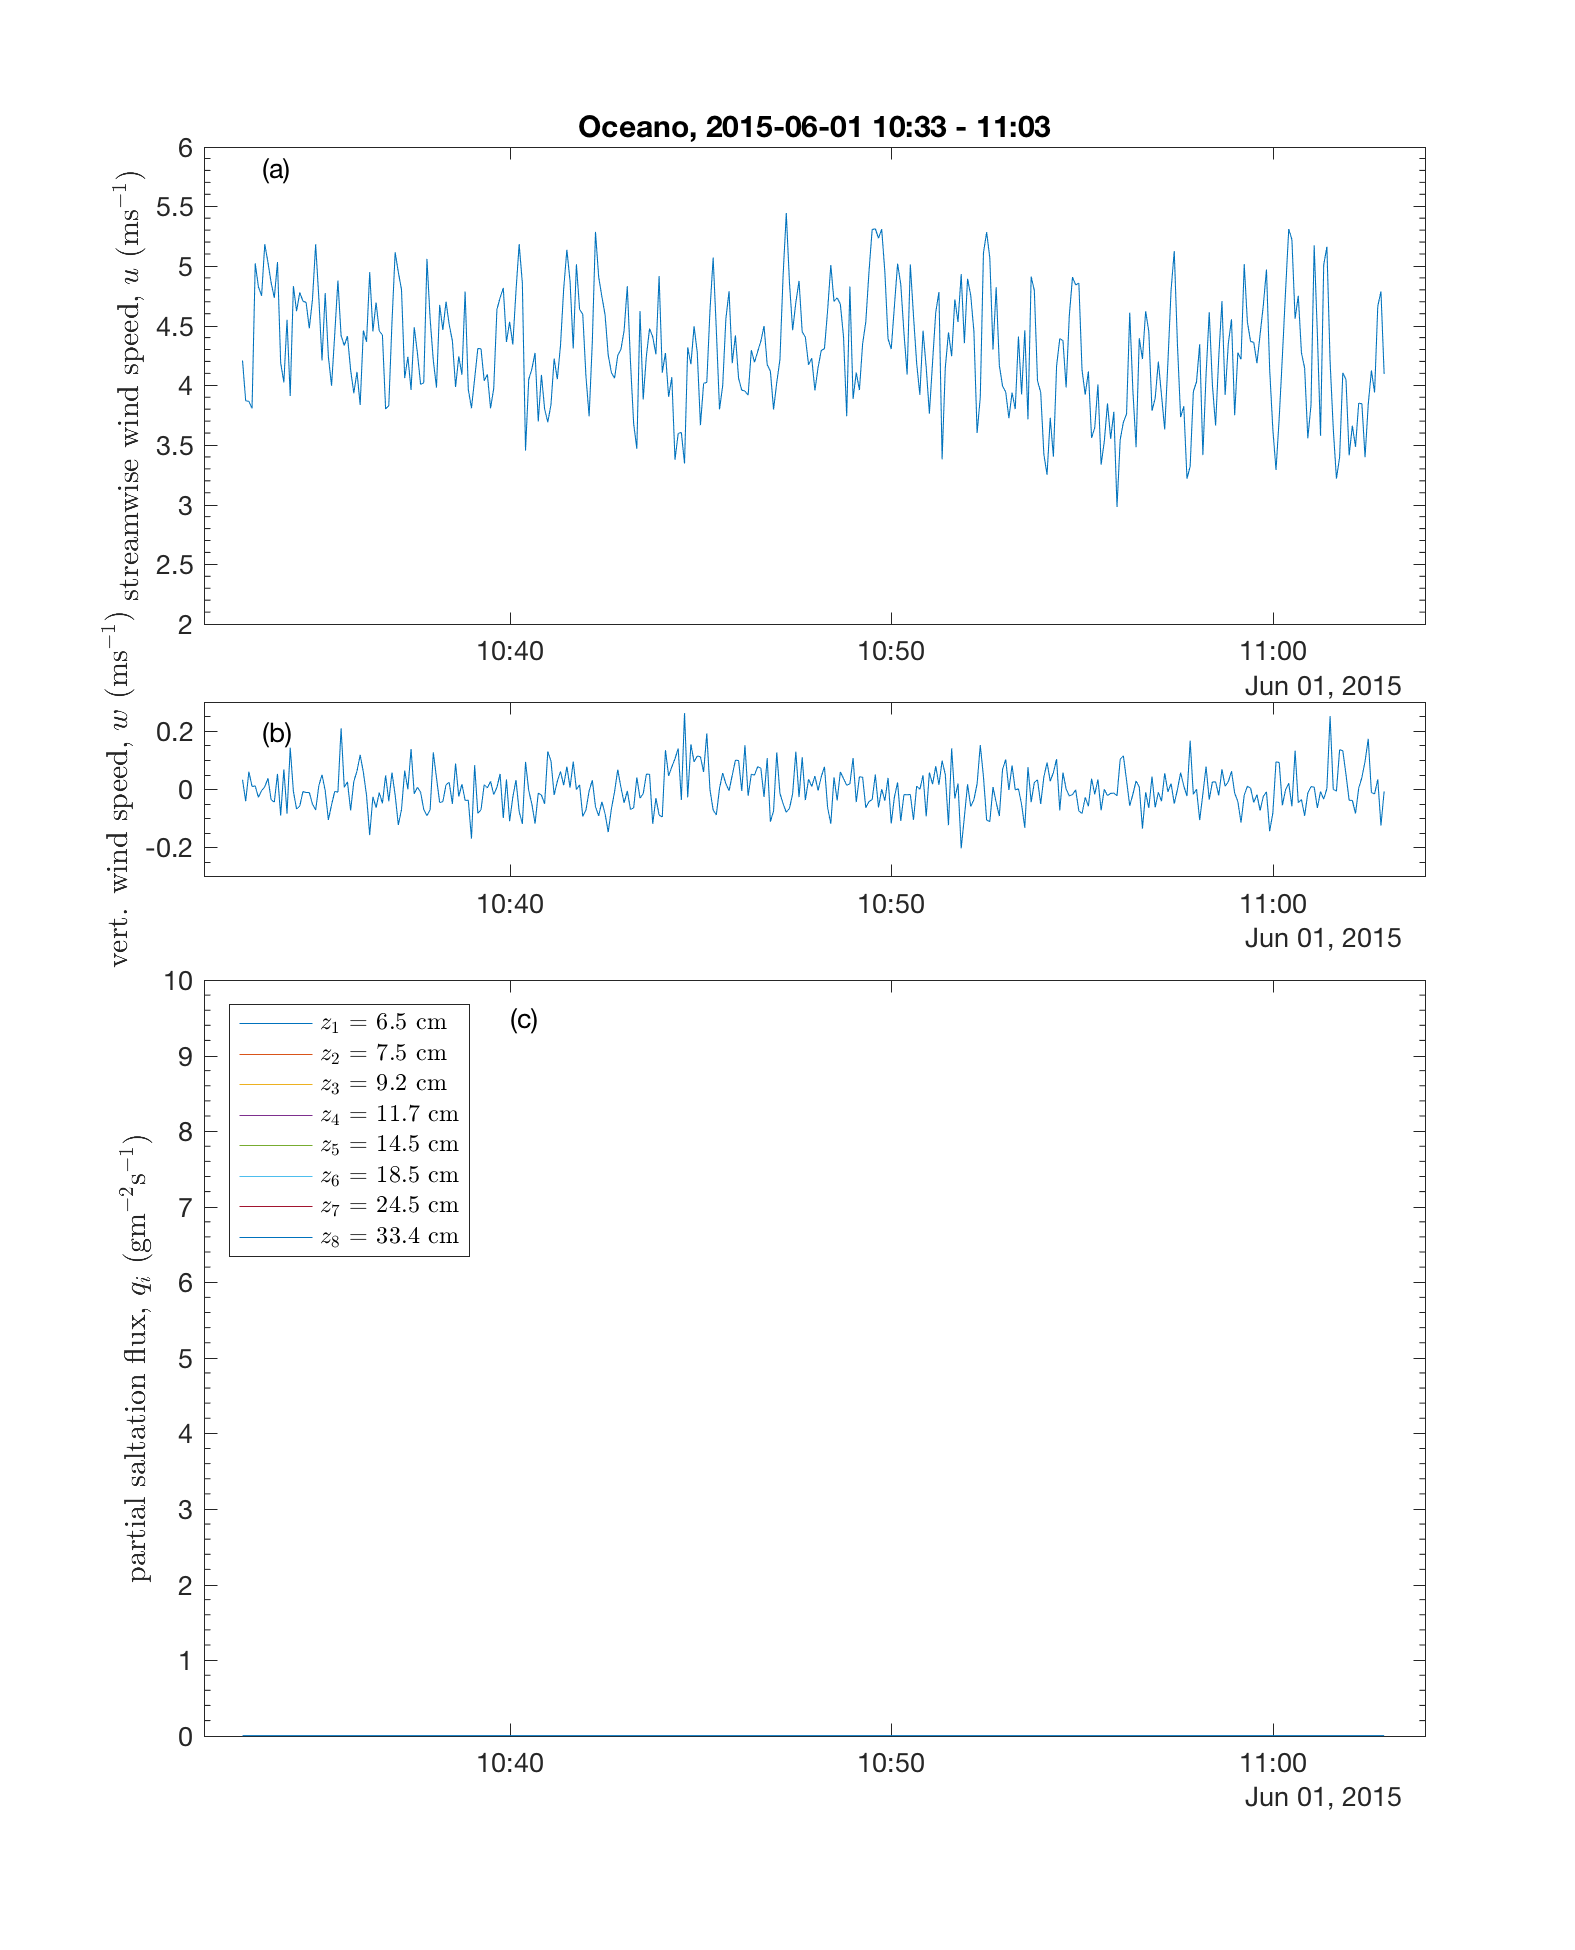 Oceano, 2015-06-01 10:33 - 11:03
(a)
streamwise wind speed, u (ms⁻¹)
6
5.5
5
4.5
4
3.5
3
2.5
2
10:40 10:50 11:00
Jun 01, 2015
(b)
vert. wind speed, w (ms⁻¹)
0.2
0
-0.2
10:40 10:50 11:00
Jun 01, 2015
(c)
partial saltation flux, qᵢ (gm⁻²s⁻¹)
10
9
8
7
6
5
4
3
2
1
0
z₁ = 6.5 cm
z₂ = 7.5 cm
z₃ = 9.2 cm
z₄ = 11.7 cm
z₅ = 14.5 cm
z₆ = 18.5 cm
z₇ = 24.5 cm
z₈ = 33.4 cm
10:40 10:50 11:00
Jun 01, 2015